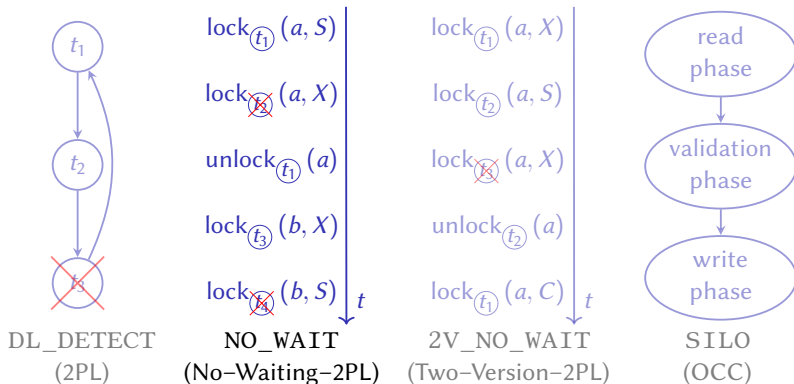 t₁
t₂
t₃
DL_DETECT
(2PL)
lock t₁ (a, S)
lock t₂ (a, X)
unlock t₁ (a)
lock t₃ (b, X)
lock t₄ (b, S)
t
NO_WAIT
(No–Waiting–2PL)
lock t₁ (a, X)
lock t₂ (a, S)
lock t₃ (a, X)
unlock t₂ (a)
lock t₁ (a, C)
t
2V_NO_WAIT
(Two–Version–2PL)
read
phase
validation
phase
write
phase
SILO
(OCC)